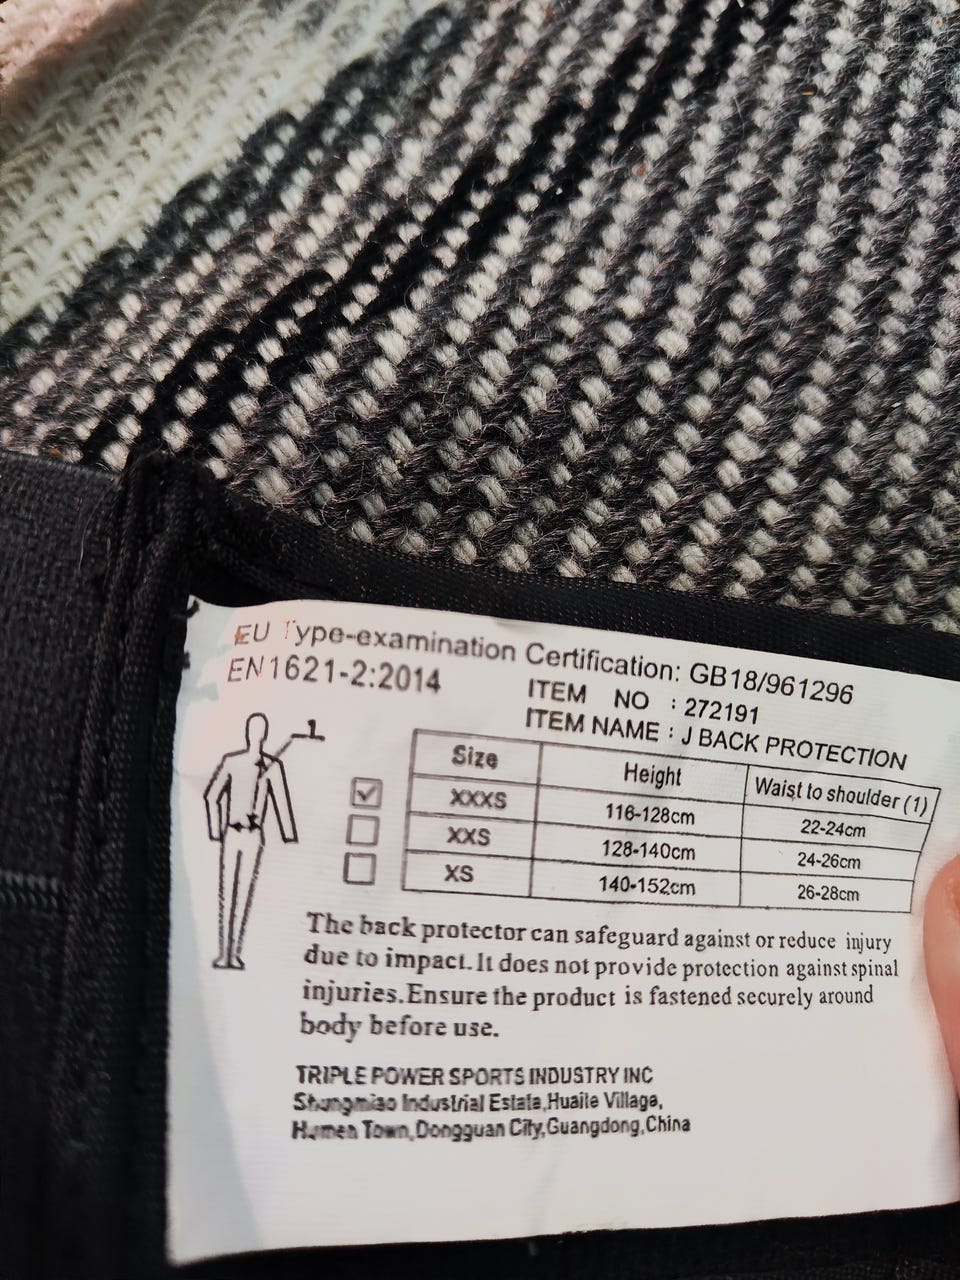 EU Type-examination Certification: GB18/961296
EN1621-2:2014
ITEM NO : 272191
ITEM NAME : J BACK PROTECTION
1
Size Height Waist to shoulder (1)
XXXS 116-128cm 22-24cm
XXS 128-140cm 24-26cm
XS 140-152cm 26-28cm
The back protector can safeguard against or reduce injury
due to impact. It does not provide protection against spinal
injuries.Ensure the product is fastened securely around
body before use.
TRIPLE POWER SPORTS INDUSTRY INC
Industrial Village,
Town,Dongguan City,Guangdong,China